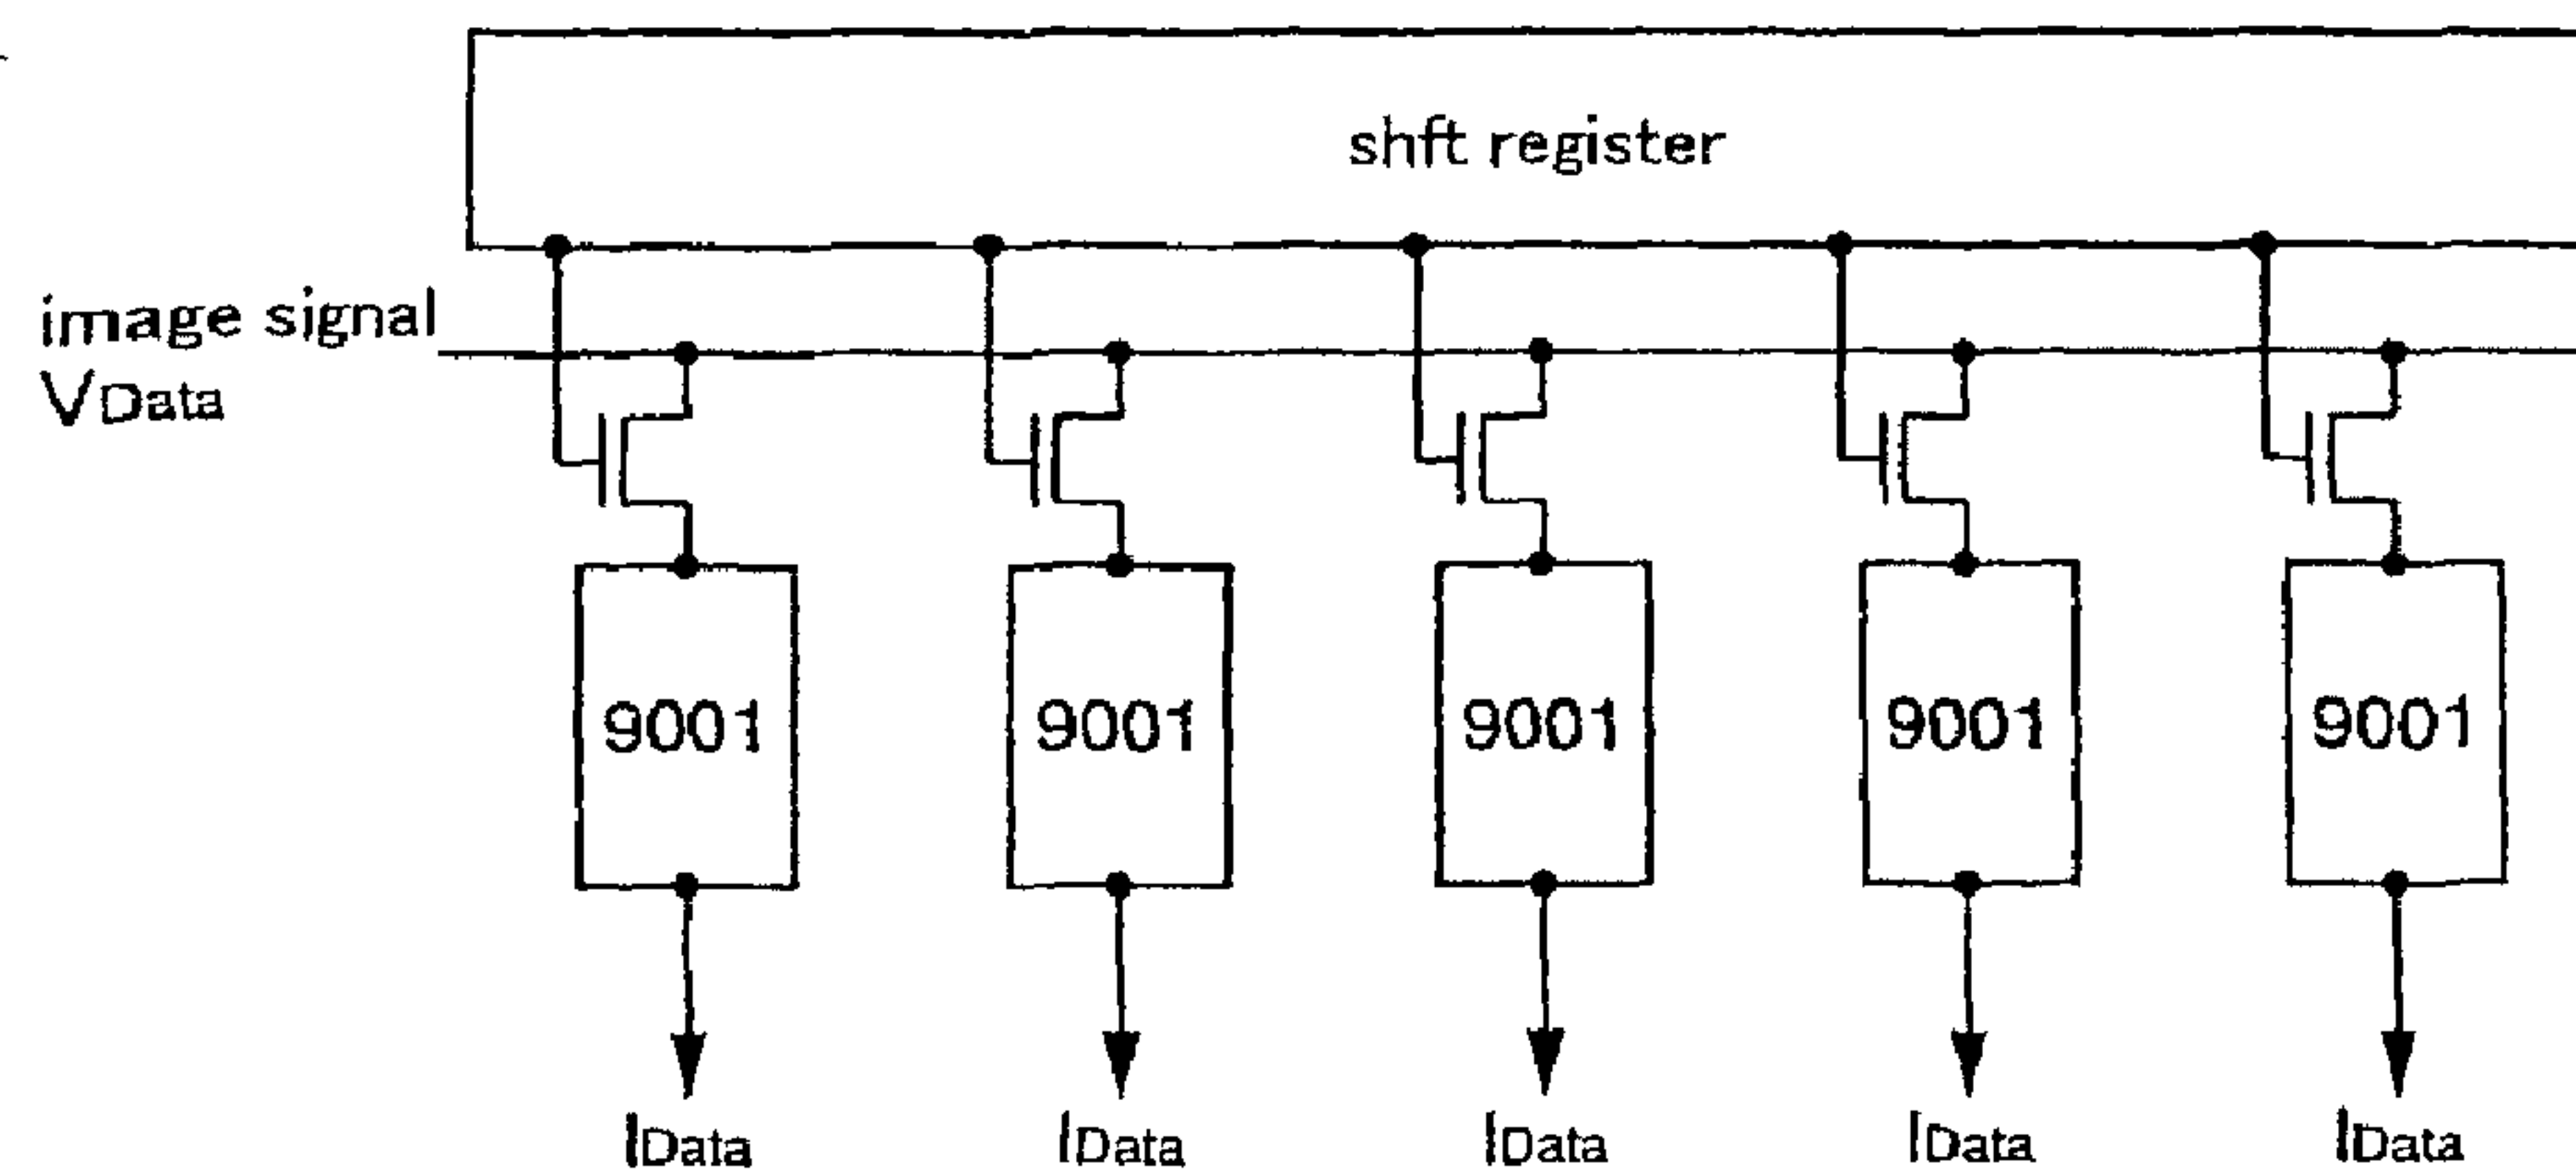 shft register
image signal
VData
9001 9001 9001 9001 9001
IData IData IData IData IData